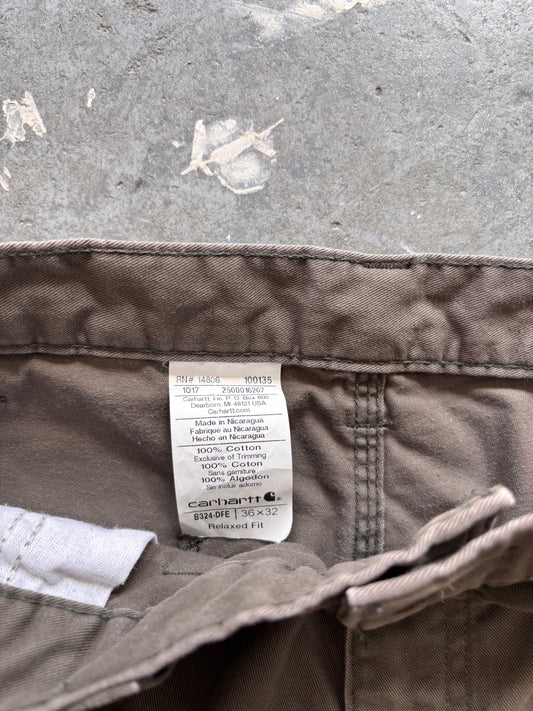 RN# 14806 100135
1017 2500016207
Carhartt, Inc. P.O. Box 600
Dearborn, MI 48121 USA
Carhartt.com
Made in Nicaragua
Fabriqué au Nicaragua
Hecho en Nicaragua
100% Cotton
Exclusive of Trimming
100% Coton
Sans garniture
100% Algodón
Sin incluir adorno
carhartt
B324-DFE 36×32
Relaxed Fit